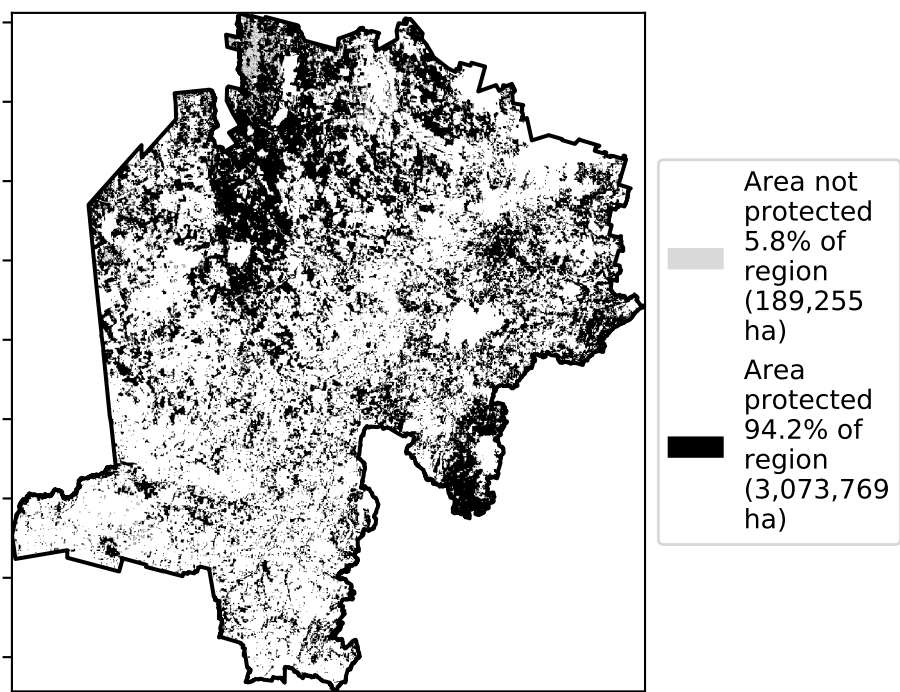 Area not
protected
5.8% of
region
(189,255
ha)
Area
protected
94.2% of
region
(3,073,769
ha)